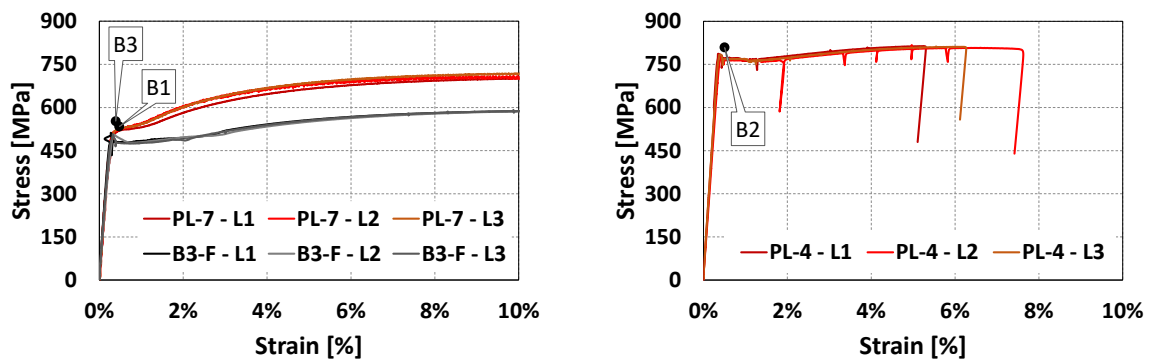 900
750
600
450
300
150
0
Stress [MPa]
B3
B1
PL-7 - L1 PL-7 - L2 PL-7 - L3
B3-F - L1 B3-F - L2 B3-F - L3
0% 2% 4% 6% 8% 10%
Strain [%]
900
750
600
450
300
150
0
Stress [MPa]
B2
PL-4 - L1 PL-4 - L2 PL-4 - L3
0% 2% 4% 6% 8% 10%
Strain [%]